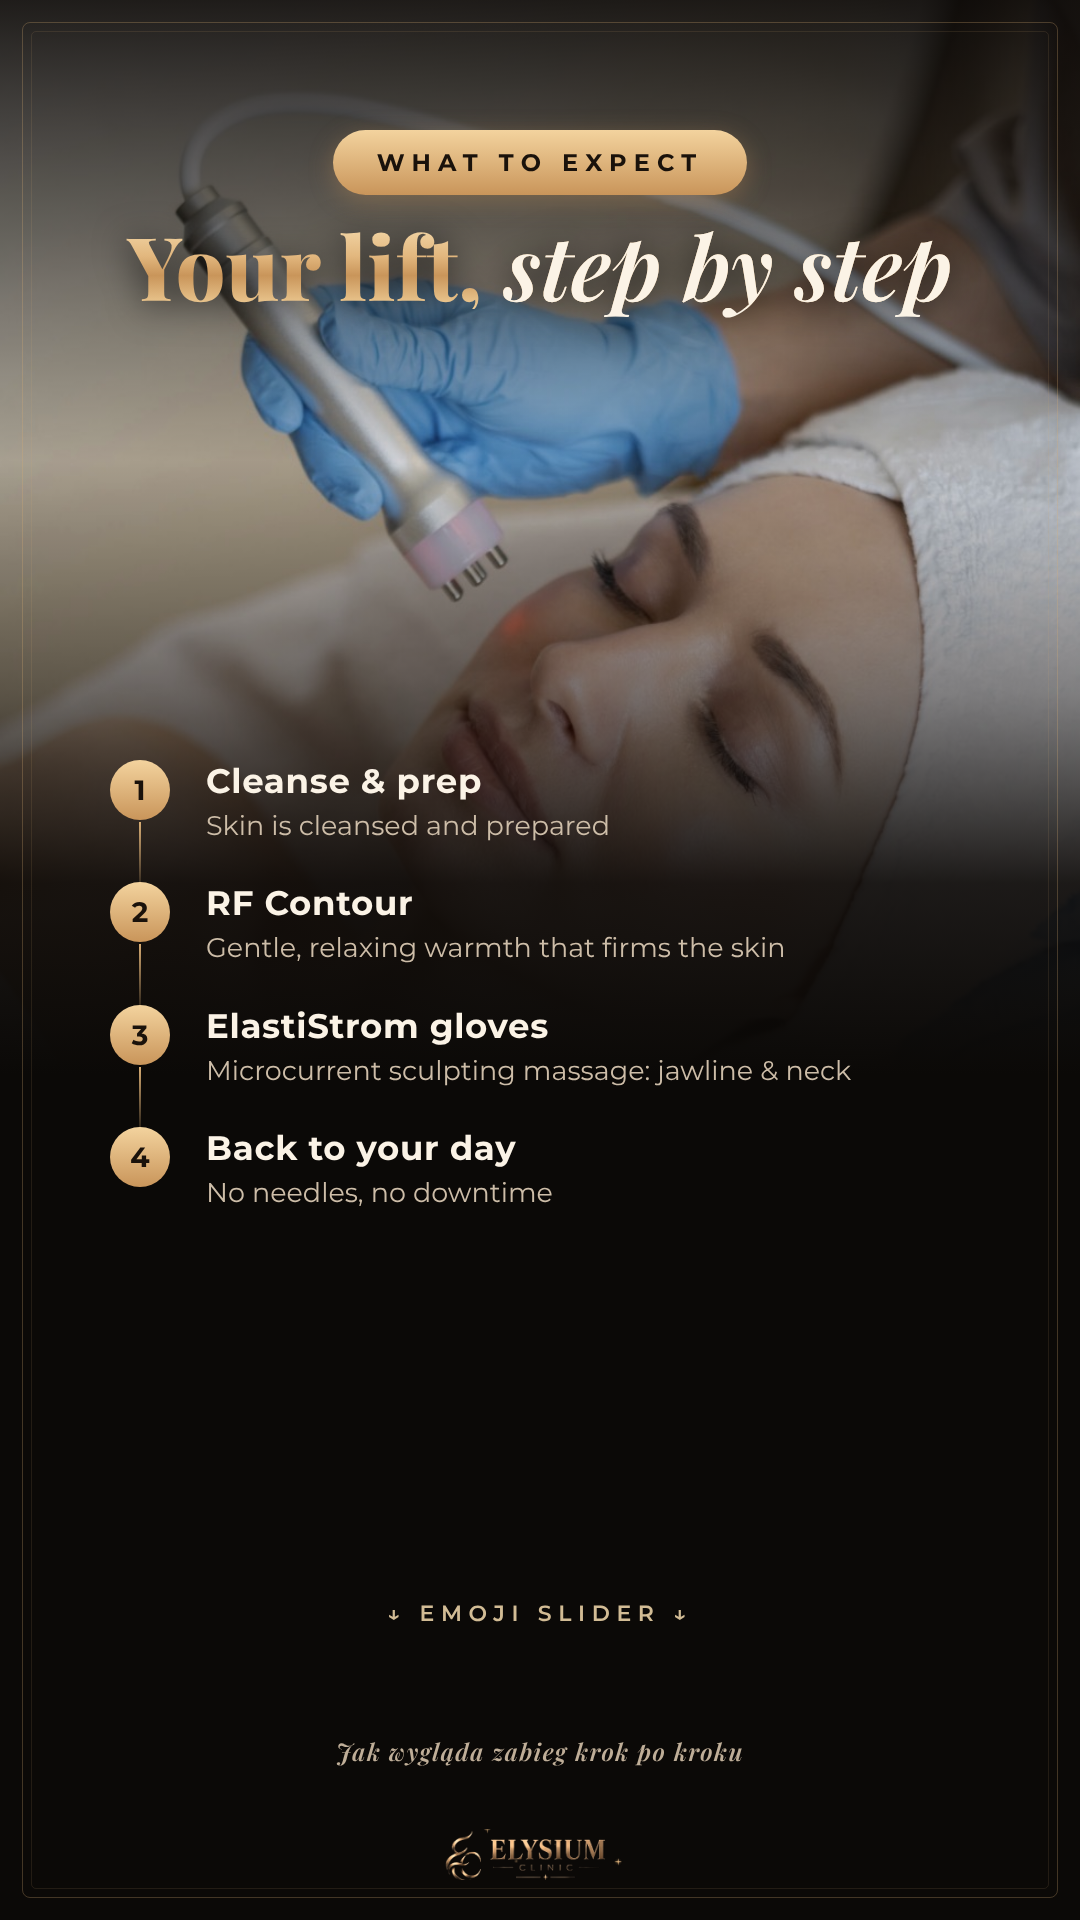 WHAT TO EXPECT
Your lift, step by step
1
Cleanse & prep
Skin is cleansed and prepared
2
RF Contour
Gentle, relaxing warmth that firms the skin
3
ElastiStrom gloves
Microcurrent sculpting massage: jawline & neck
4
Back to your day
No needles, no downtime
↓ EMOJI SLIDER ↓
Jak wygląda zabieg krok po kroku
ELYSIUM
CLINIC